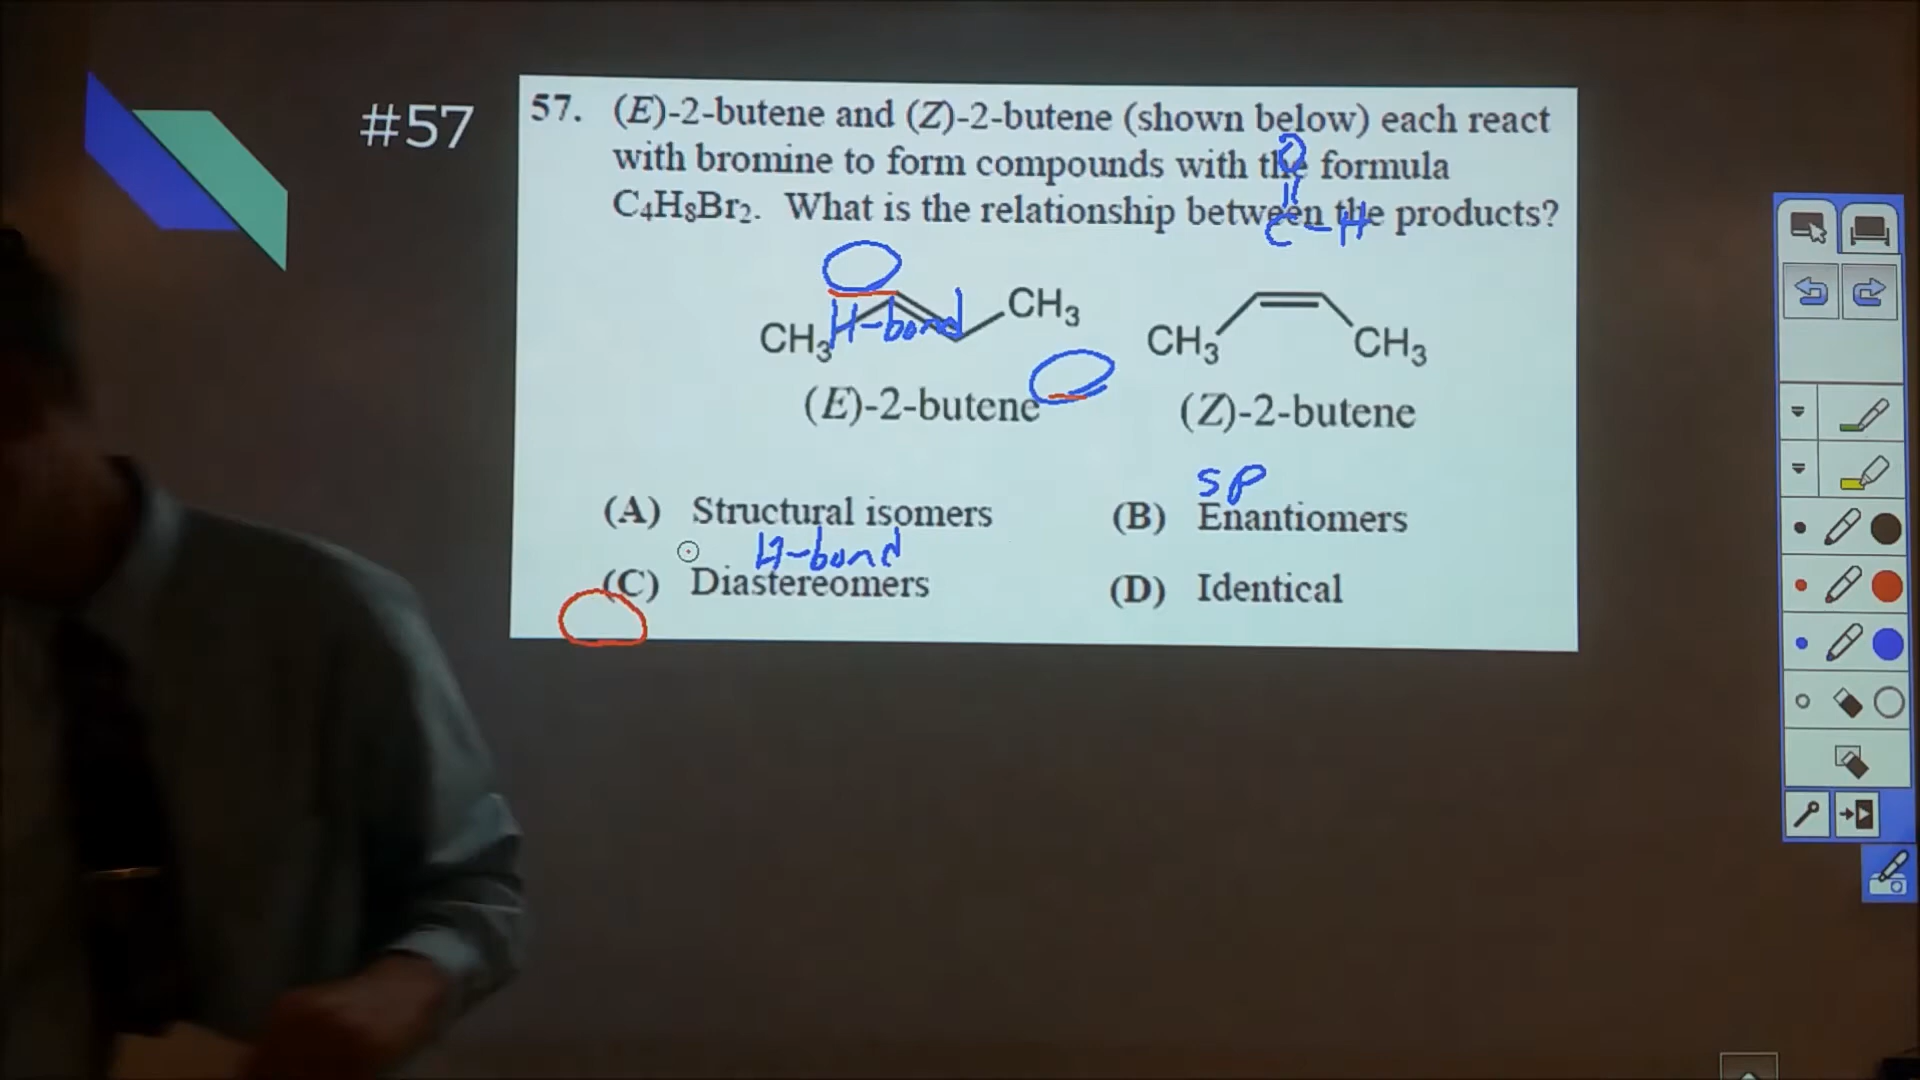 #57
57. (E)-2-butene and (Z)-2-butene (shown below) each react
with bromine to form compounds with the formula
C₄H₈Br₂. What is the relationship between the products?
O
C-H
H-bond
CH₃ CH₃ CH₃ CH₃
(E)-2-butene (Z)-2-butene
SP
(A) Structural isomers (B) Enantiomers
H-bond
(C) Diastereomers (D) Identical